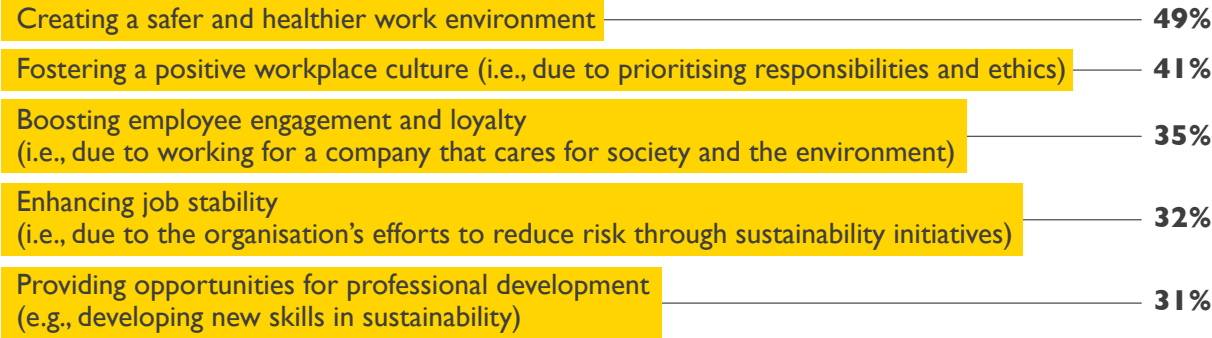 Creating a safer and healthier work environment 49%
Fostering a positive workplace culture (i.e., due to prioritising responsibilities and ethics) 41%
Boosting employee engagement and loyalty
(i.e., due to working for a company that cares for society and the environment) 35%
Enhancing job stability
(i.e., due to the organisation’s efforts to reduce risk through sustainability initiatives) 32%
Providing opportunities for professional development
(e.g., developing new skills in sustainability) 31%